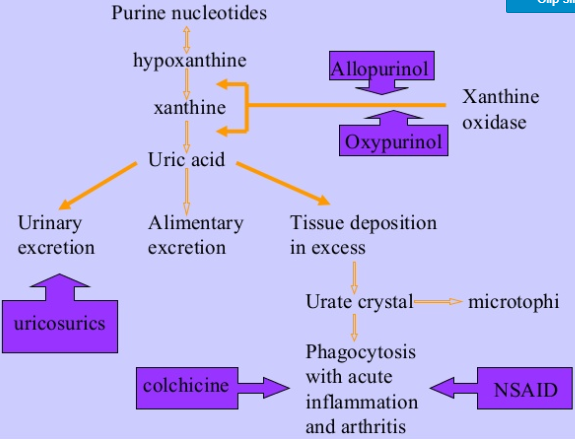 Purine nucleotides
hypoxanthine
Allopurinol
xanthine
Xanthine
oxidase
Oxypurinol
Uric acid
Urinary
excretion
Alimentary
excretion
Tissue deposition
in excess
Urate crystal
microtophi
uricosurics
Phagocytosis
with acute
inflammation
and arthritis
colchicine
NSAID